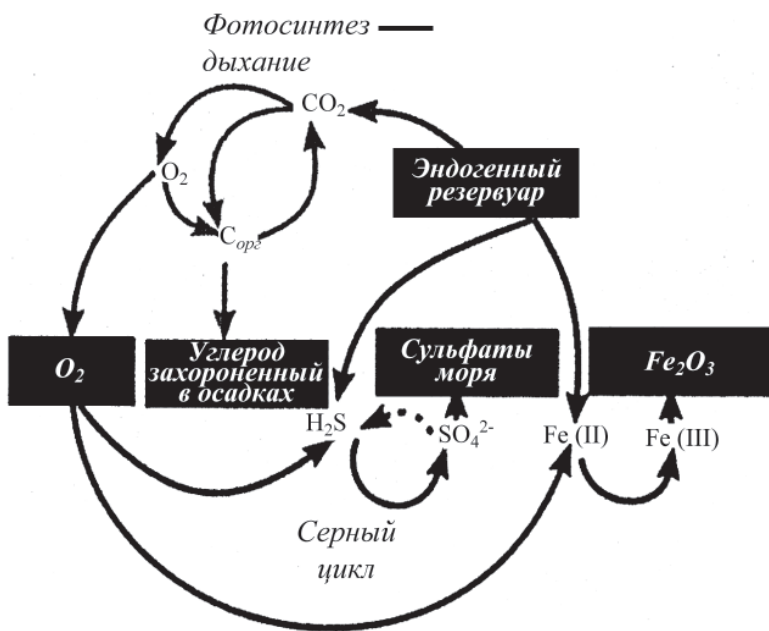 Фотосинтез —
дыхание
CO₂
Эндогенный
резервуар
O₂
Cорг
O₂
Углерод
захороненный
в осадках
Сульфаты
моря
Fe₂O₃
H₂S
SO₄²⁻
Fe (II)
Fe (III)
Серный
цикл